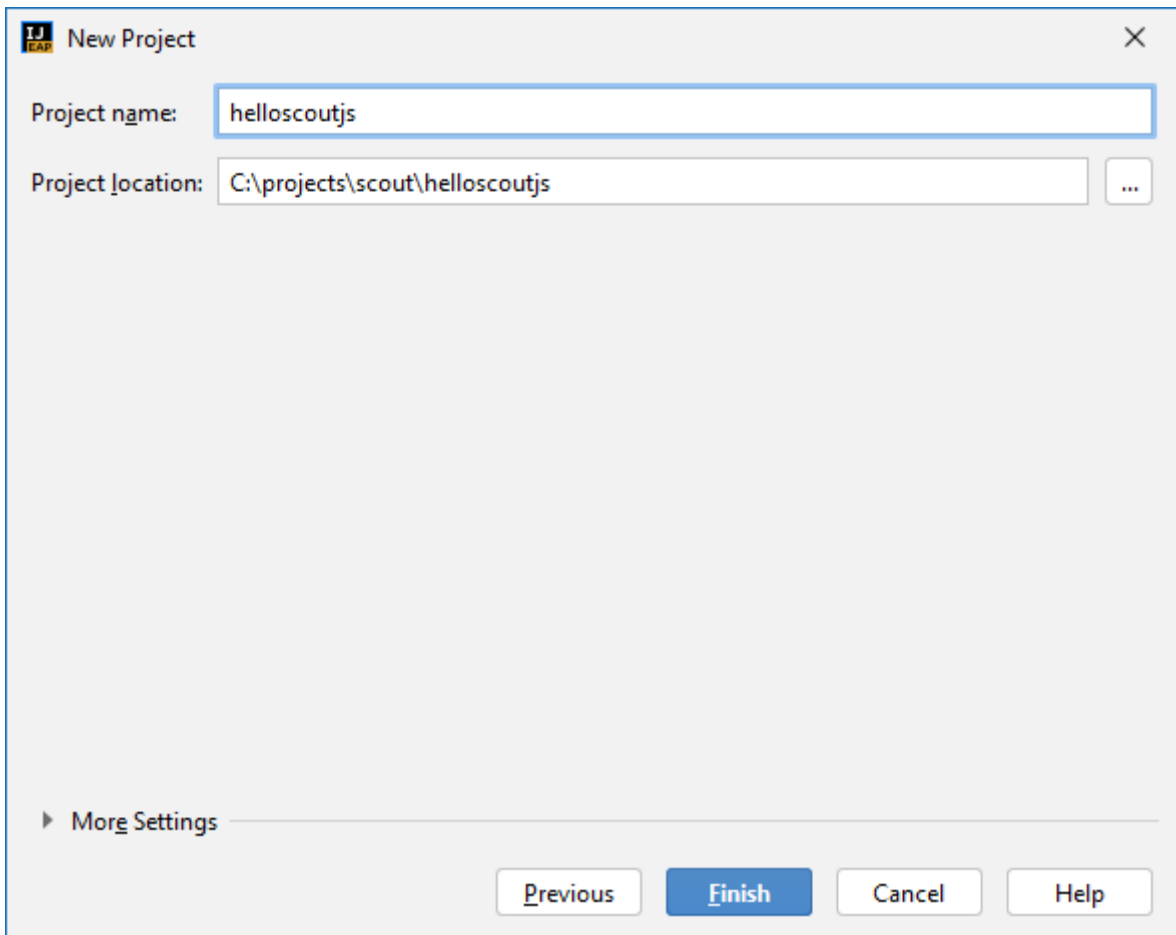 IJ
EAP
New Project
Project name: helloscoutjs
Project location: C:\projects\scout\helloscoutjs ...
More Settings
Previous Finish Cancel Help